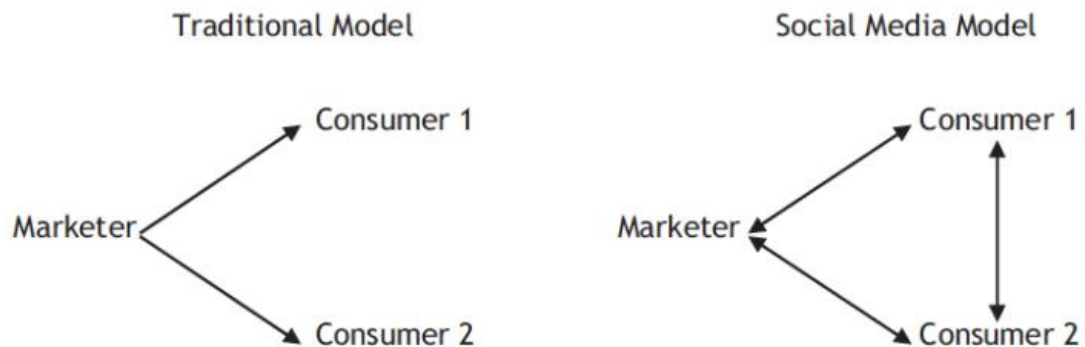 Traditional Model
Social Media Model
Consumer 1
Consumer 1
Marketer
Marketer
Consumer 2
Consumer 2